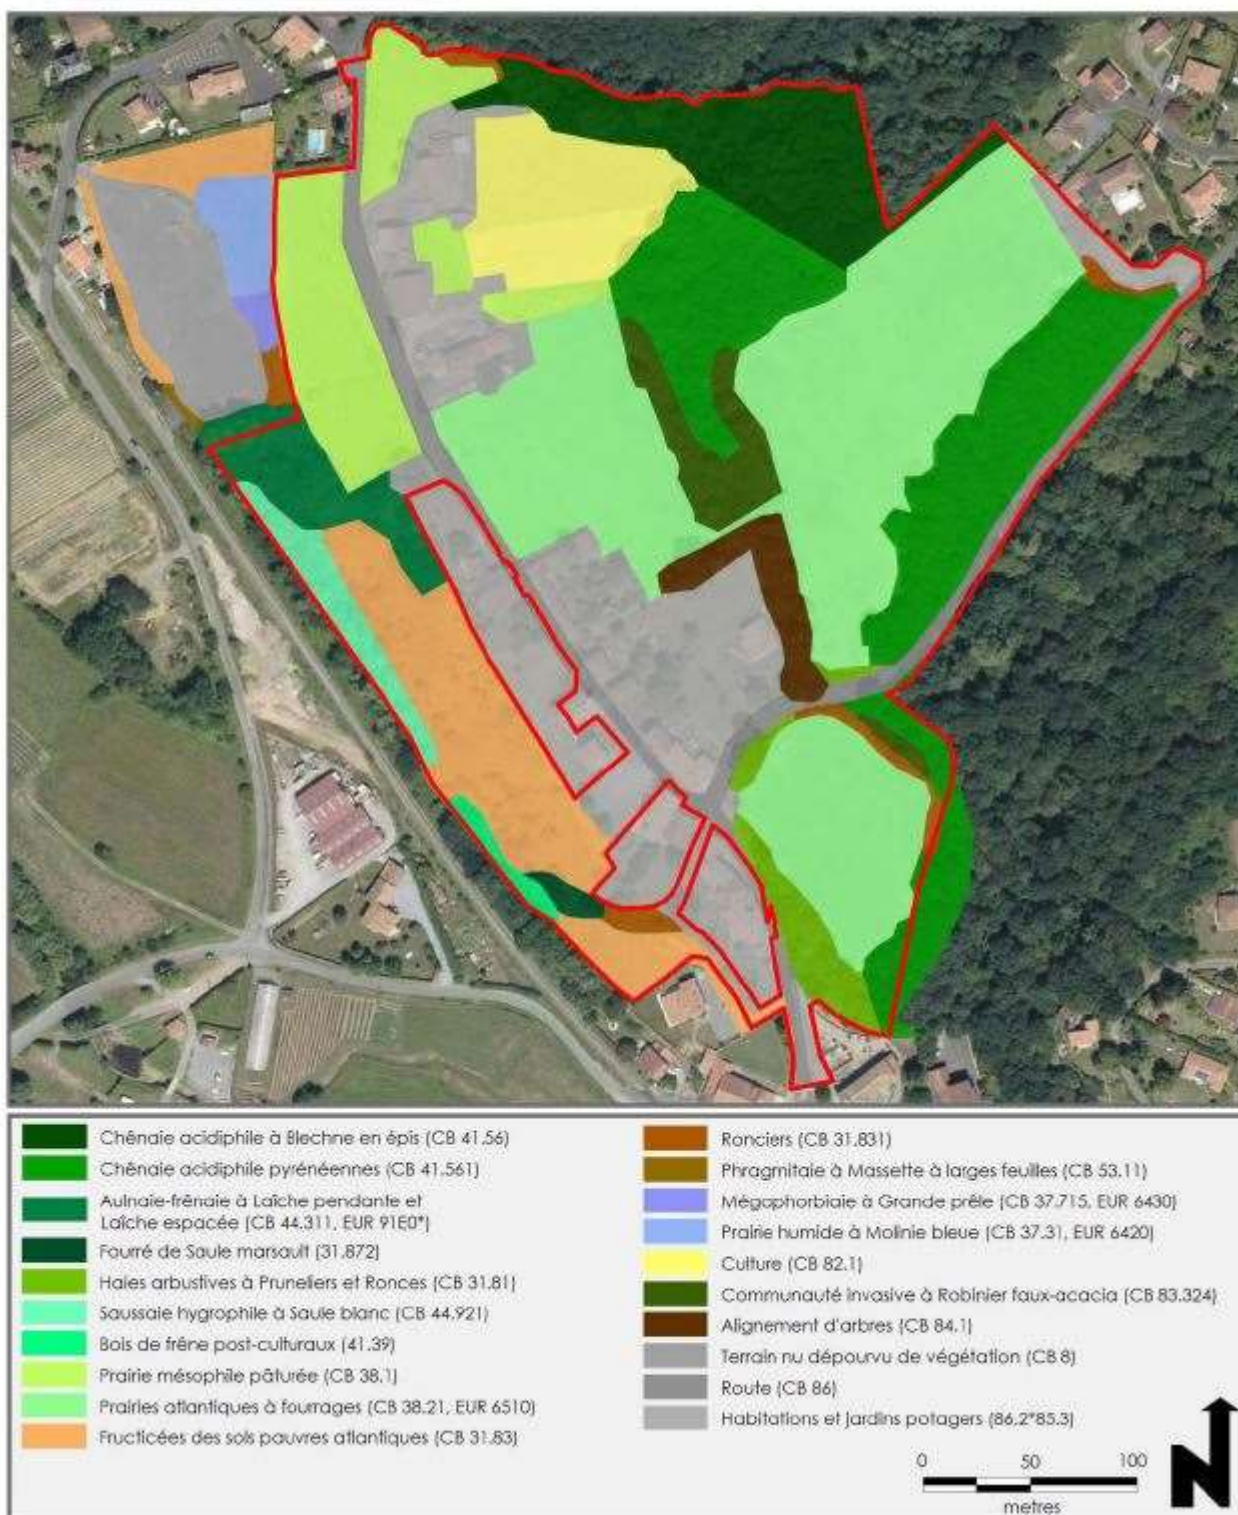 Chênaie acidiphile à Blechne en épis (CB 41.56)
Chênaie acidiphile pyrénéennes (CB 41.561)
Aulnaie-frênaie à Laîche pendante et
Laîche espacée (CB 44.311, EUR 91E0*)
Fourré de Saule marsault (31.872)
Haies arbustives à Pruneliers et Ronces (CB 31.81)
Saussaie hygrophile à Saule blanc (CB 44.921)
Bois de frêne post-culturaux (41.39)
Prairie mésophile pâturée (CB 38.1)
Prairies atlantiques à fourrages (CB 38.21, EUR 6510)
Fructicées des sols pauvres atlantiques (CB 31.83)
Ronciers (CB 31.831)
Phragmitaie à Massette à larges feuilles (CB 53.11)
Mégaphorbiaie à Grande prêle (CB 37.715, EUR 6430)
Prairie humide à Molinie bleue (CB 37.31, EUR 6420)
Culture (CB 82.1)
Communauté invasive à Robinier faux-acacia (CB 83.324)
Alignement d'arbres (CB 84.1)
Terrain nu dépourvu de végétation (CB 8)
Route (CB 86)
Habitations et jardins potagers (86.2*85.3)
0 50 100
metres
N